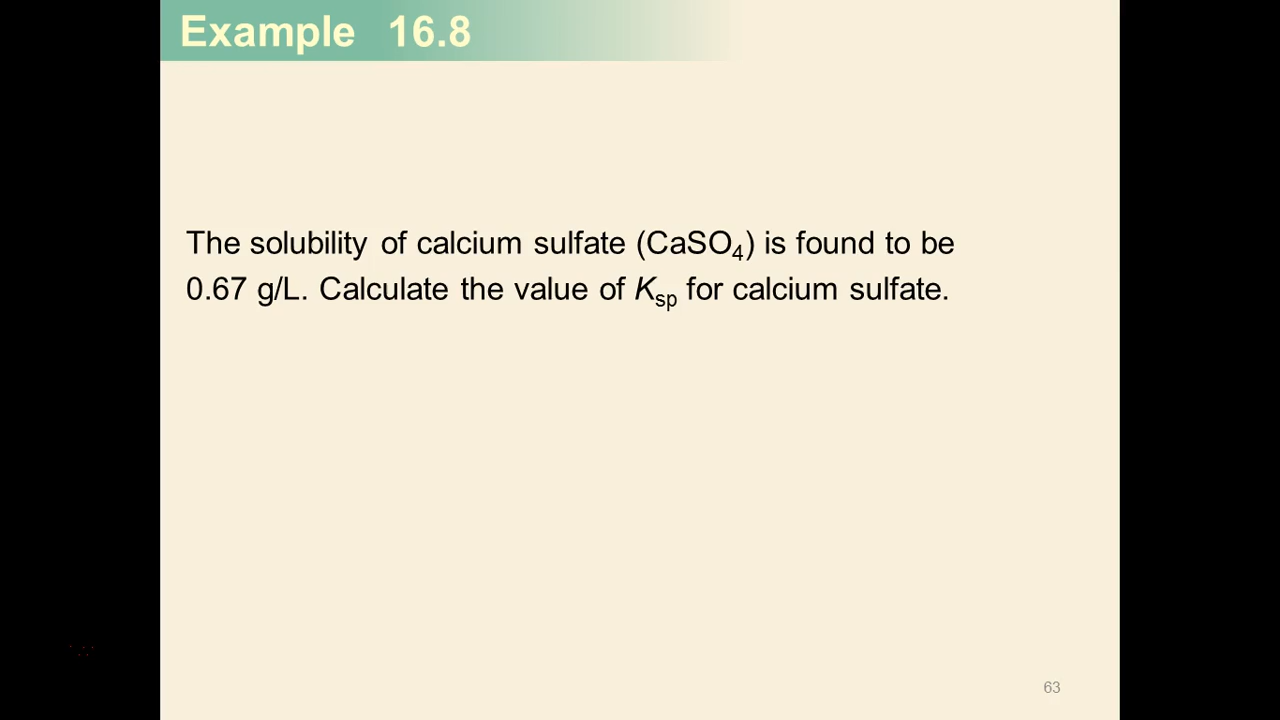 Example 16.8
The solubility of calcium sulfate (CaSO₄) is found to be
0.67 g/L. Calculate the value of Ksp for calcium sulfate.
63